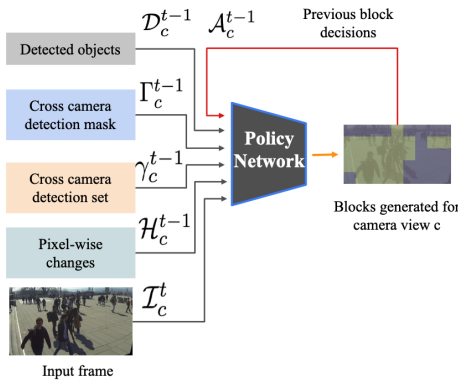 𝒟_c^{t-1} 𝒜_c^{t-1}
Previous block
decisions
Detected objects
Γ_c^{t-1}
Cross camera
detection mask
Policy
Network
γ_c^{t-1}
Cross camera
detection set
Blocks generated for
camera view c
ℋ_c^{t-1}
Pixel-wise
changes
ℐ_c^t
Input frame